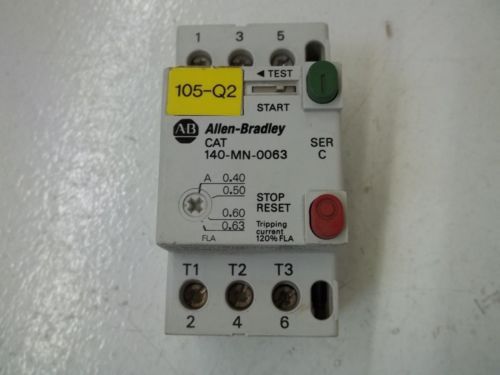 1 3 5
◄ TEST
105-Q2
START
AB Allen-Bradley
CAT SER
140-MN-0063 C
A 0.40
0.50
0.60
0.63
FLA
STOP
RESET
Tripping
current
120% FLA
T1 T2 T3
2 4 6